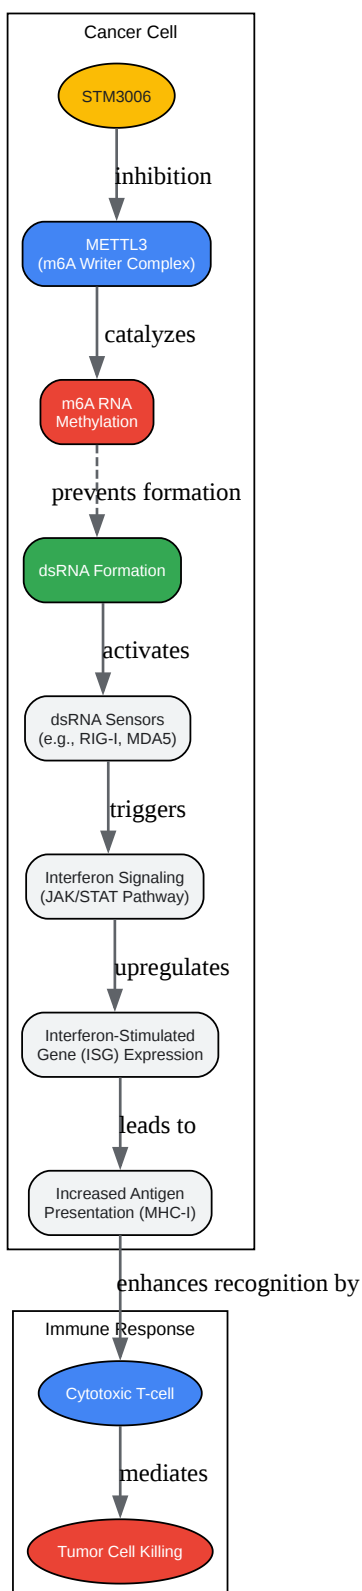 Cancer Cell
STM3006
inhibition
METTL3
(m6A Writer Complex)
catalyzes
m6A RNA
Methylation
prevents formation
dsRNA Formation
activates
dsRNA Sensors
(e.g., RIG-I, MDA5)
triggers
Interferon Signaling
(JAK/STAT Pathway)
upregulates
Interferon-Stimulated
Gene (ISG) Expression
leads to
Increased Antigen
Presentation (MHC-I)
enhances recognition by
Immune Response
Cytotoxic T-cell
mediates
Tumor Cell Killing